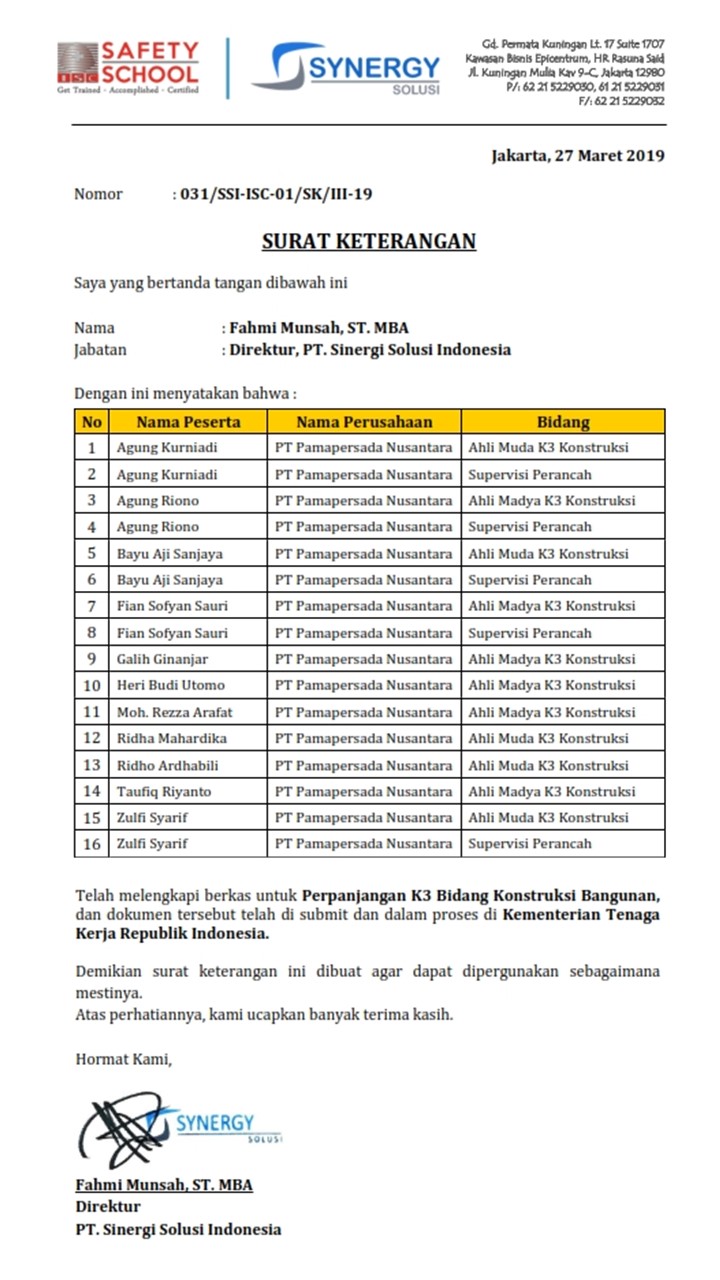 SAFETY
SCHOOL
ISC
Get Trained - Accomplished - Certified
SYNERGY
SOLUSI
Gd. Permata Kuningan Lt. 17 Suite 1707
Kawasan Bisnis Epicentrum, HR Rasuna Said
Jl. Kuningan Mulia Kav 9-C, Jakarta 12980
P/: 62 21 5229030, 61 21 5229031
F/: 62 21 5229032
Jakarta, 27 Maret 2019
Nomor : 031/SSI-ISC-01/SK/III-19
SURAT KETERANGAN
Saya yang bertanda tangan dibawah ini
Nama : Fahmi Munsah, ST. MBA
Jabatan : Direktur, PT. Sinergi Solusi Indonesia
Dengan ini menyatakan bahwa :
No Nama Peserta Nama Perusahaan Bidang
1 Agung Kurniadi PT Pamapersada Nusantara Ahli Muda K3 Konstruksi
2 Agung Kurniadi PT Pamapersada Nusantara Supervisi Perancah
3 Agung Riono PT Pamapersada Nusantara Ahli Madya K3 Konstruksi
4 Agung Riono PT Pamapersada Nusantara Supervisi Perancah
5 Bayu Aji Sanjaya PT Pamapersada Nusantara Ahli Muda K3 Konstruksi
6 Bayu Aji Sanjaya PT Pamapersada Nusantara Supervisi Perancah
7 Fian Sofyan Sauri PT Pamapersada Nusantara Ahli Madya K3 Konstruksi
8 Fian Sofyan Sauri PT Pamapersada Nusantara Supervisi Perancah
9 Galih Ginanjar PT Pamapersada Nusantara Ahli Madya K3 Konstruksi
10 Heri Budi Utomo PT Pamapersada Nusantara Ahli Madya K3 Konstruksi
11 Moh. Rezza Arafat PT Pamapersada Nusantara Ahli Madya K3 Konstruksi
12 Ridha Mahardika PT Pamapersada Nusantara Ahli Muda K3 Konstruksi
13 Ridho Ardhabili PT Pamapersada Nusantara Ahli Muda K3 Konstruksi
14 Taufiq Riyanto PT Pamapersada Nusantara Ahli Madya K3 Konstruksi
15 Zulfi Syarif PT Pamapersada Nusantara Ahli Muda K3 Konstruksi
16 Zulfi Syarif PT Pamapersada Nusantara Supervisi Perancah
Telah melengkapi berkas untuk Perpanjangan K3 Bidang Konstruksi Bangunan,
dan dokumen tersebut telah di submit dan dalam proses di Kementerian Tenaga
Kerja Republik Indonesia.
Demikian surat keterangan ini dibuat agar dapat dipergunakan sebagaimana
mestinya.
Atas perhatiannya, kami ucapkan banyak terima kasih.
Hormat Kami,
SYNERGY
SOLUSI
Fahmi Munsah, ST. MBA
Direktur
PT. Sinergi Solusi Indonesia